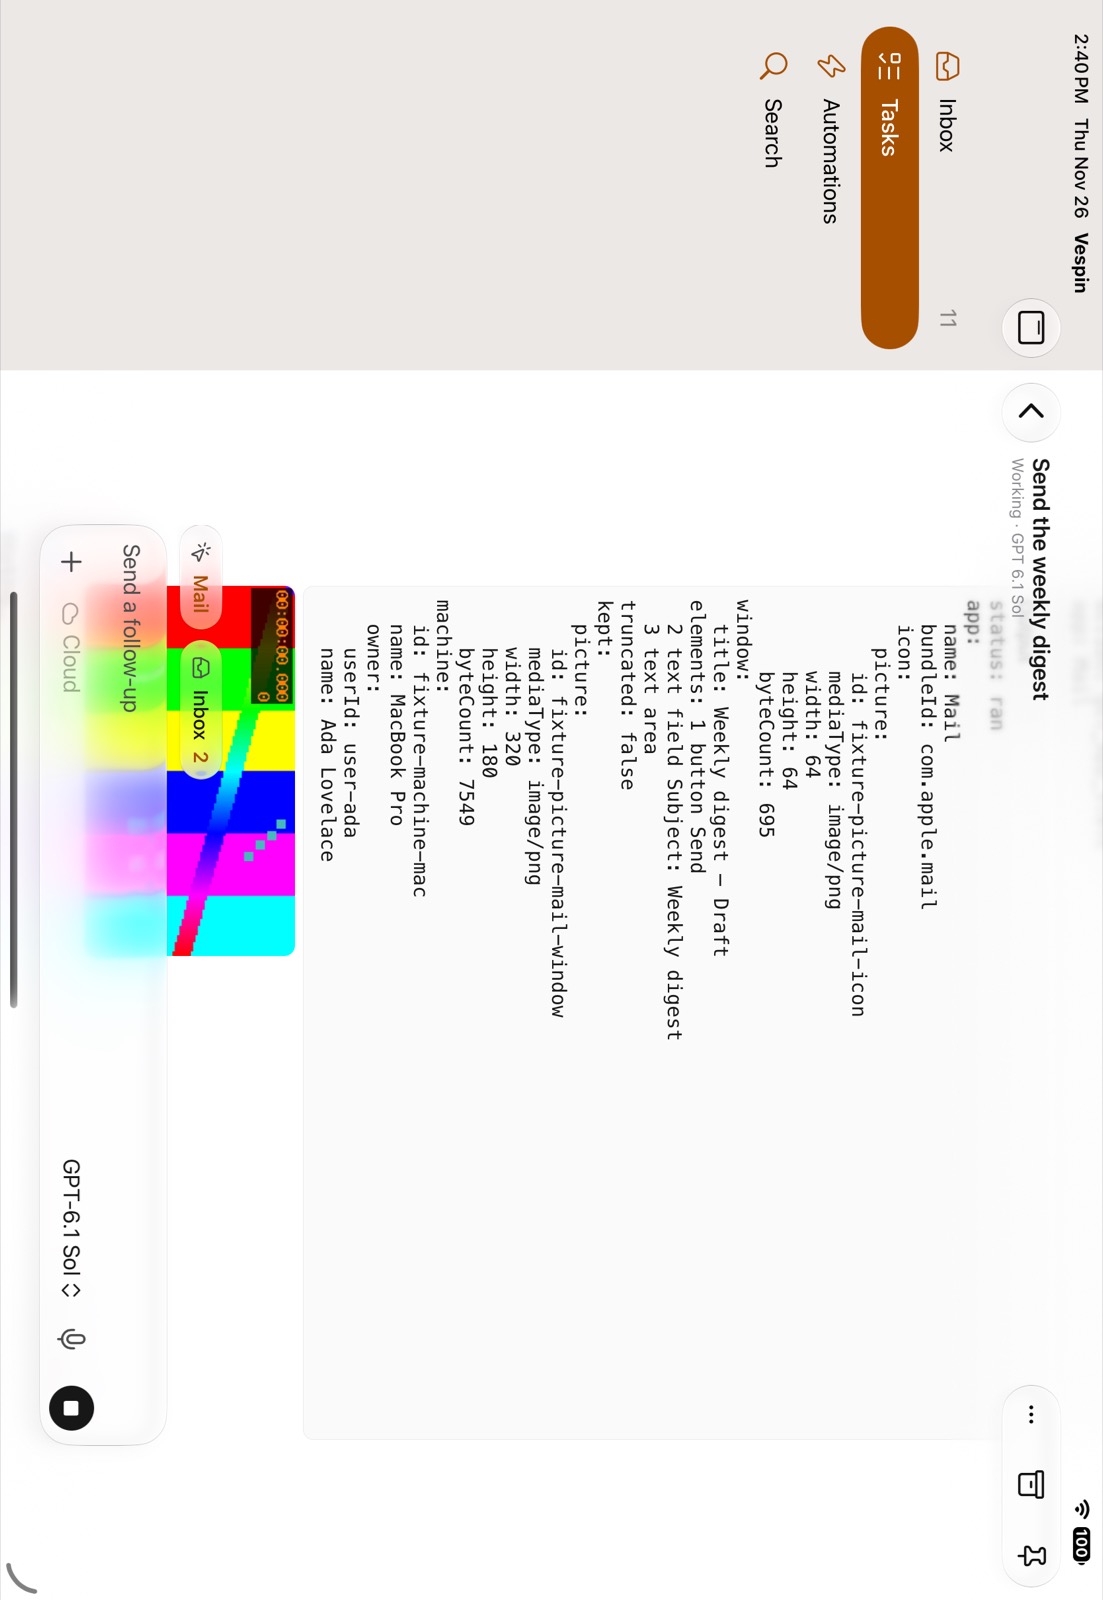 2:40 PM Thu Nov 26 Vespin
100
Inbox 11
Tasks
Automations
Search
Send the weekly digest
Working · GPT 6.1 Sol
status: ran
app:
name: Mail
bundleId: com.apple.mail
icon:
picture:
id: fixture-picture-mail-icon
mediaType: image/png
width: 64
height: 64
byteCount: 695
window:
title: Weekly digest — Draft
elements: 1 button Send
2 text field Subject: Weekly digest
3 text area
truncated: false
kept:
picture:
id: fixture-picture-mail-window
mediaType: image/png
width: 320
height: 180
byteCount: 7549
machine:
id: fixture-machine-mac
name: MacBook Pro
owner:
userId: user-ada
name: Ada Lovelace
00:00:00.000
0
Mail
Inbox 2
Send a follow-up
Cloud
GPT-6.1 Sol